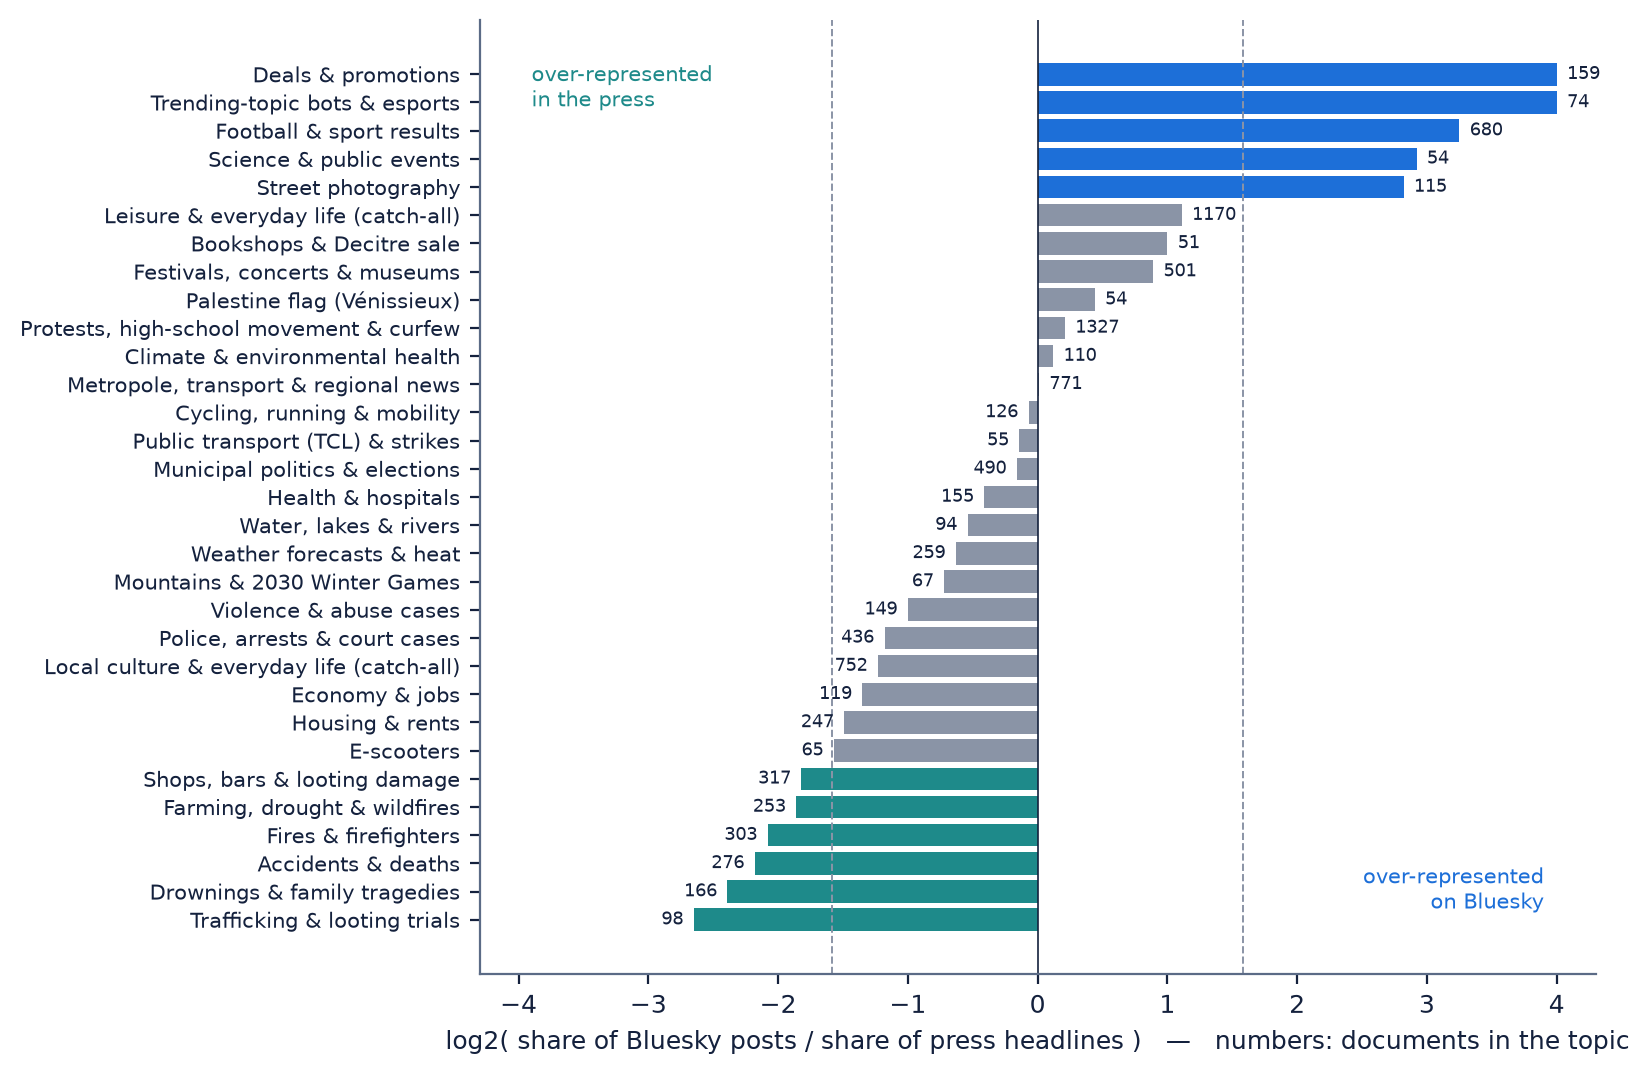 Deals & promotions 159
Trending-topic bots & esports 74
Football & sport results 680
Science & public events 54
Street photography 115
Leisure & everyday life (catch-all) 1170
Bookshops & Decitre sale 51
Festivals, concerts & museums 501
Palestine flag (Vénissieux) 54
Protests, high-school movement & curfew 1327
Climate & environmental health 110
Metropole, transport & regional news 771
Cycling, running & mobility 126
Public transport (TCL) & strikes 55
Municipal politics & elections 490
Health & hospitals 155
Water, lakes & rivers 94
Weather forecasts & heat 259
Mountains & 2030 Winter Games 67
Violence & abuse cases 149
Police, arrests & court cases 436
Local culture & everyday life (catch-all) 752
Economy & jobs 119
Housing & rents 247
E-scooters 65
Shops, bars & looting damage 317
Farming, drought & wildfires 253
Fires & firefighters 303
Accidents & deaths 276
Drownings & family tragedies 166
Trafficking & looting trials 98
over-represented
in the press
over-represented
on Bluesky
−4 −3 −2 −1 0 1 2 3 4
log2( share of Bluesky posts / share of press headlines ) — numbers: documents in the topic